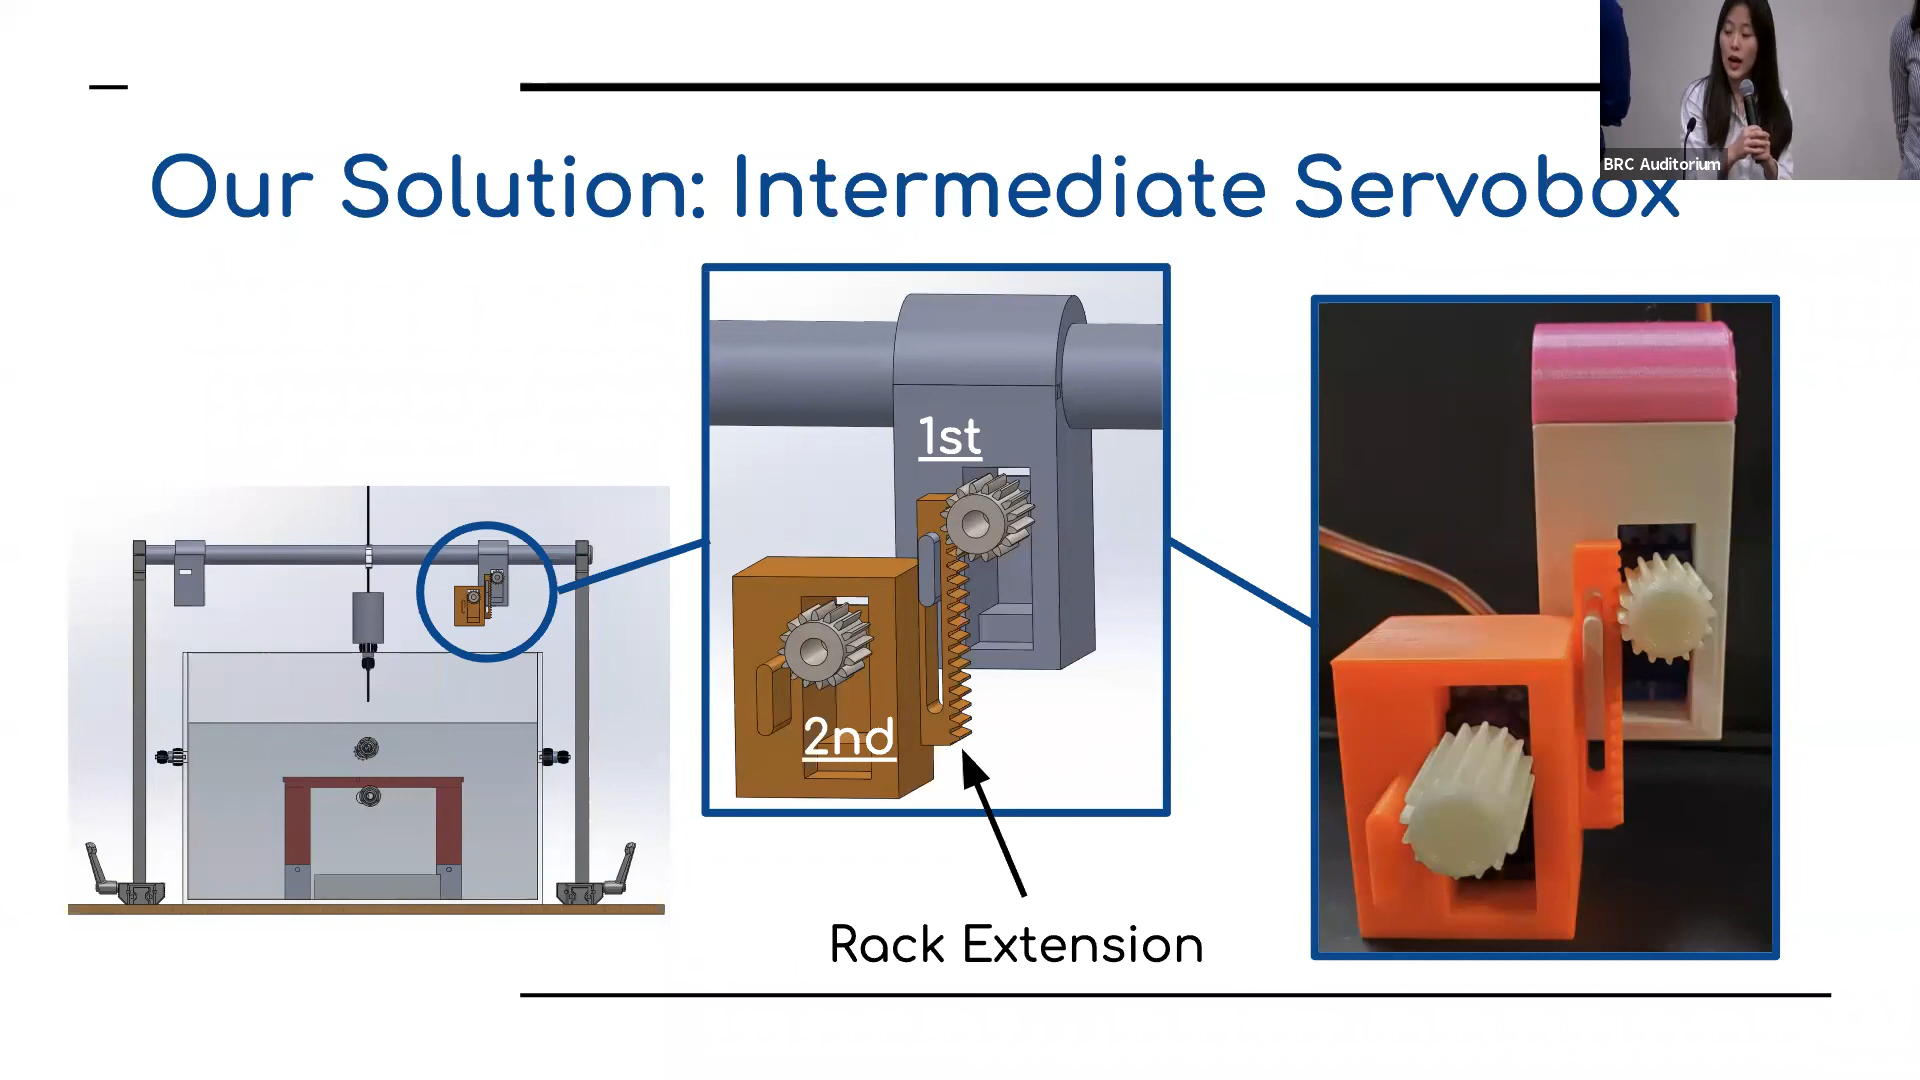 BRC Auditorium
Our Solution: Intermediate Servobox
1st
2nd
Rack Extension